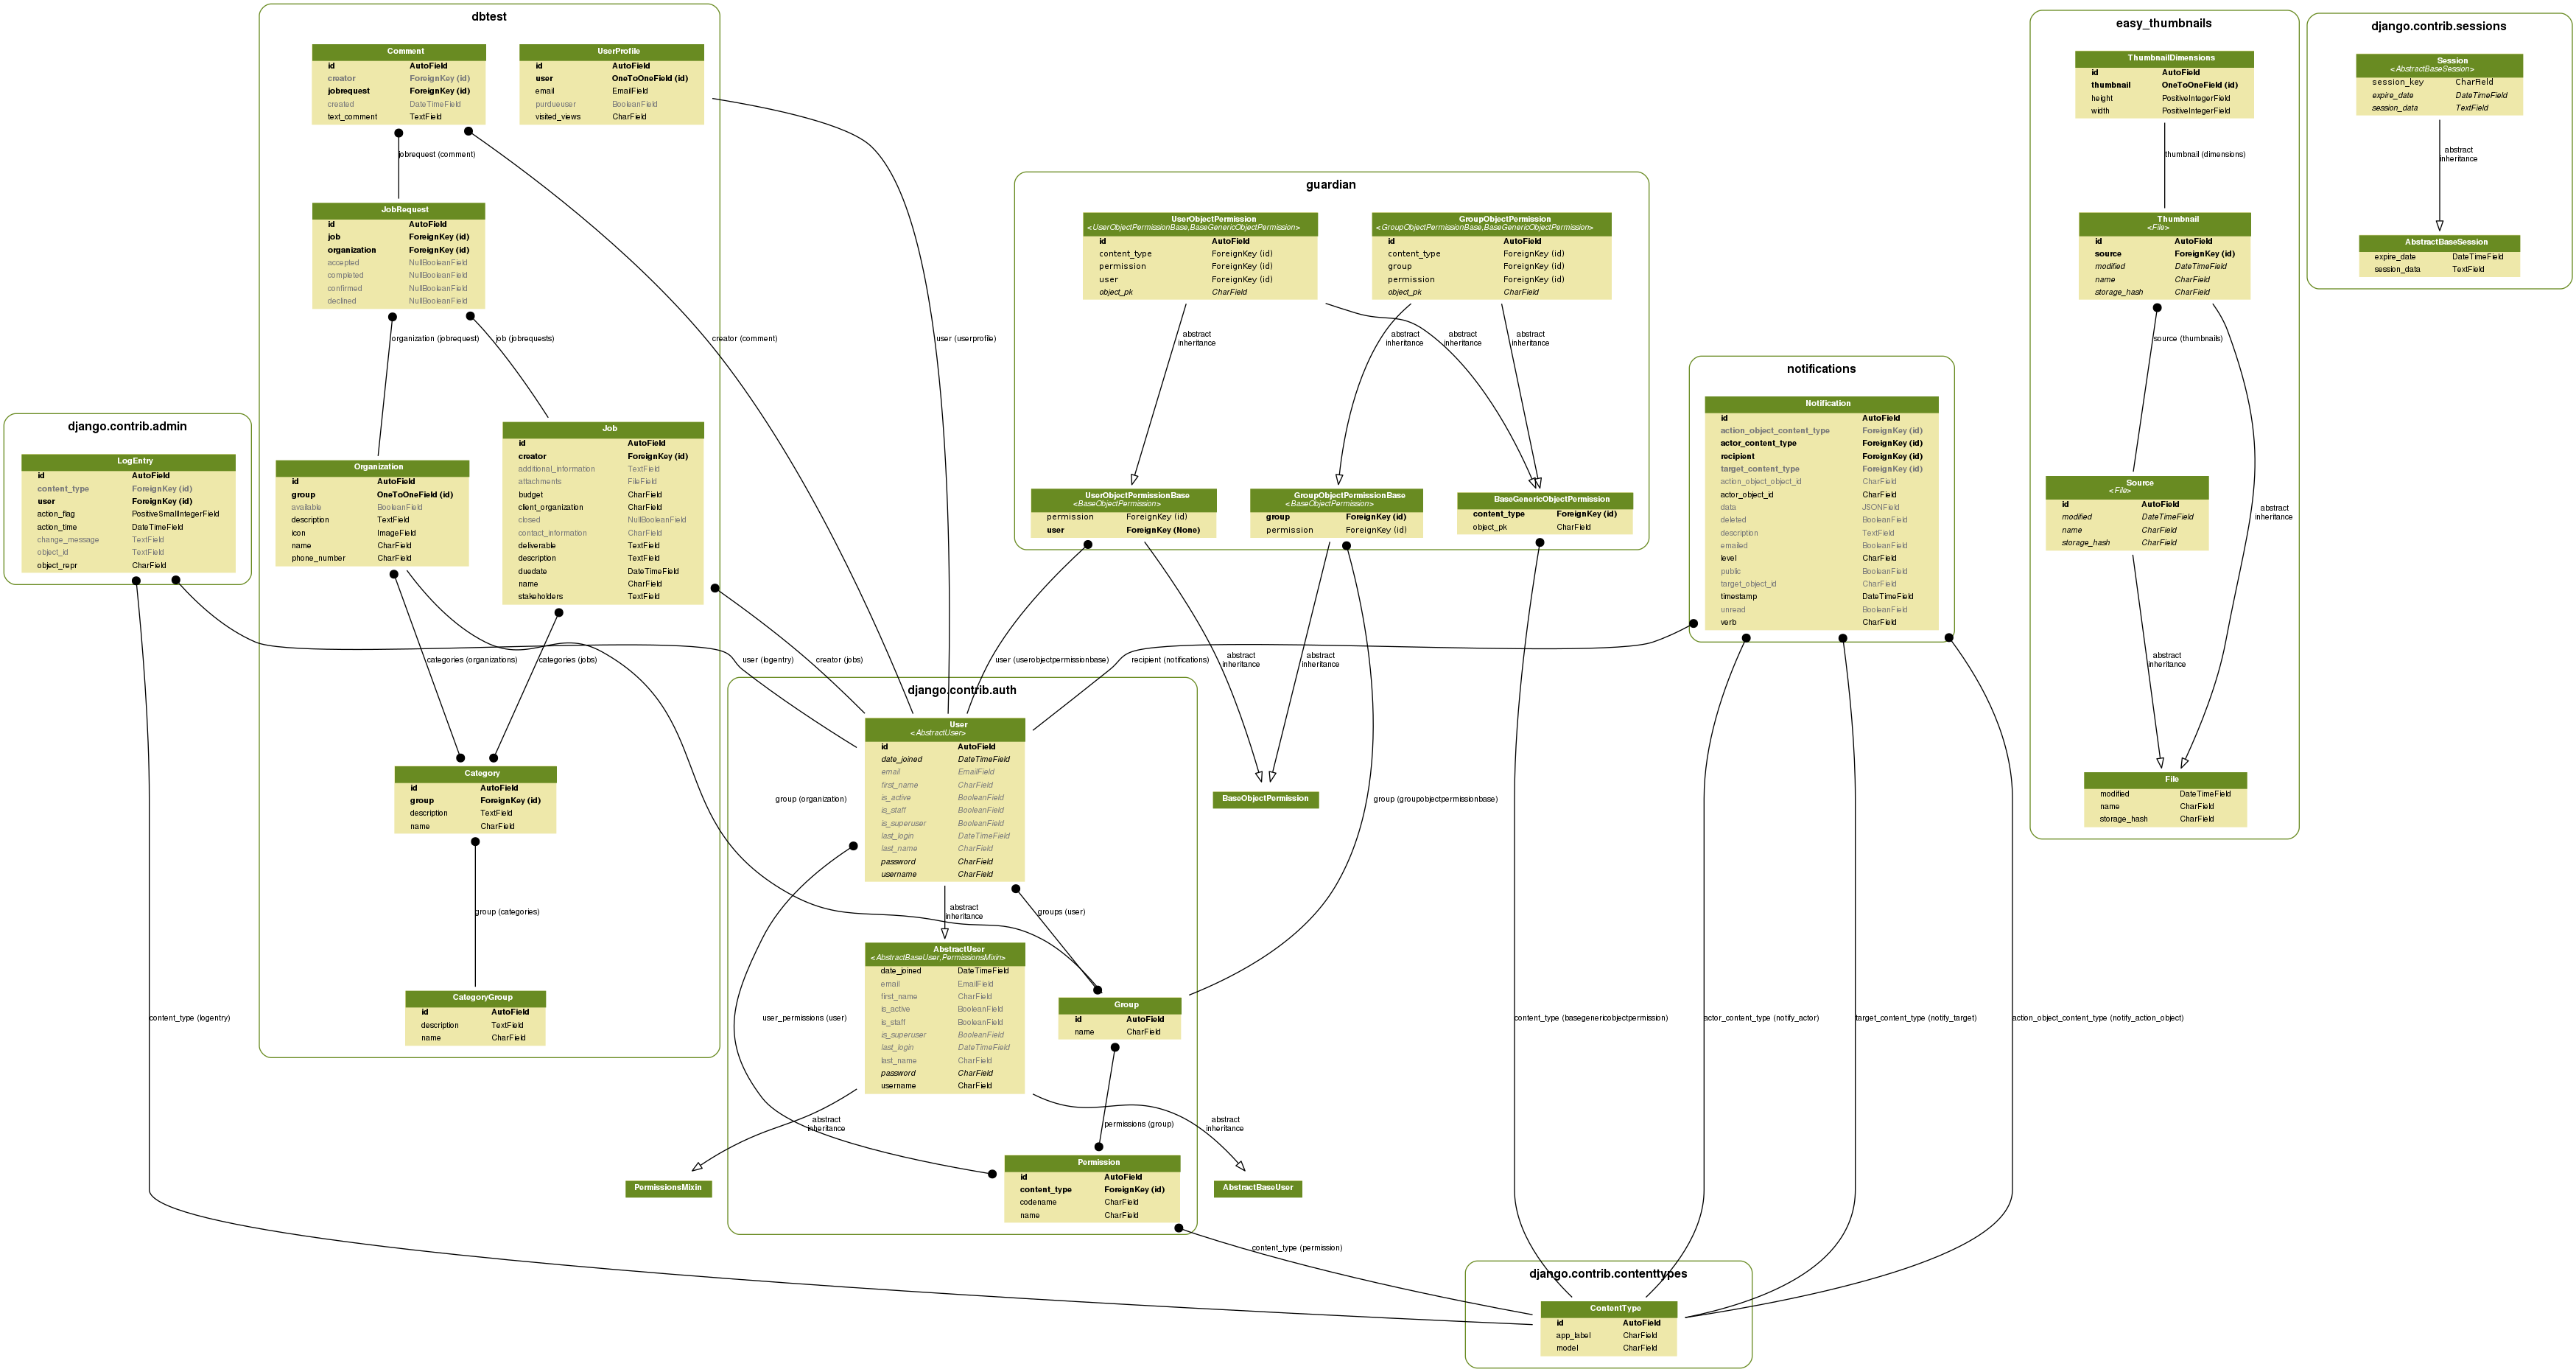 dbtest
Comment
id AutoField
creator ForeignKey (id)
jobrequest ForeignKey (id)
created DateTimeField
text_comment TextField
UserProfile
id AutoField
user OneToOneField (id)
email EmailField
purdueuser BooleanField
visited_views CharField
jobrequest (comment)
JobRequest
id AutoField
job ForeignKey (id)
organization ForeignKey (id)
accepted NullBooleanField
completed NullBooleanField
confirmed NullBooleanField
declined NullBooleanField
organization (jobrequest)
job (jobrequests)
creator (comment)
user (userprofile)
Organization
id AutoField
group OneToOneField (id)
available BooleanField
description TextField
icon ImageField
name CharField
phone_number CharField
Job
id AutoField
creator ForeignKey (id)
additional_information TextField
attachments FileField
budget CharField
client_organization CharField
closed NullBooleanField
contact_information CharField
deliverable TextField
description TextField
duedate DateTimeField
name CharField
stakeholders TextField
categories (organizations)
categories (jobs)
Category
id AutoField
group ForeignKey (id)
description TextField
name CharField
group (categories)
CategoryGroup
id AutoField
description TextField
name CharField
django.contrib.admin
LogEntry
id AutoField
content_type ForeignKey (id)
user ForeignKey (id)
action_flag PositiveSmallIntegerField
action_time DateTimeField
change_message TextField
object_id TextField
object_repr CharField
content_type (logentry)
user (logentry)
creator (jobs)
user (userobjectpermissionbase)
recipient (notifications)
guardian
UserObjectPermission
<UserObjectPermissionBase,BaseGenericObjectPermission>
id AutoField
content_type ForeignKey (id)
permission ForeignKey (id)
user ForeignKey (id)
object_pk CharField
GroupObjectPermission
<GroupObjectPermissionBase,BaseGenericObjectPermission>
id AutoField
content_type ForeignKey (id)
group ForeignKey (id)
permission ForeignKey (id)
object_pk CharField
abstract
inheritance
abstract
inheritance
abstract
inheritance
abstract
inheritance
UserObjectPermissionBase
<BaseObjectPermission>
permission ForeignKey (id)
user ForeignKey (None)
GroupObjectPermissionBase
<BaseObjectPermission>
group ForeignKey (id)
permission ForeignKey (id)
BaseGenericObjectPermission
content_type ForeignKey (id)
object_pk CharField
abstract
inheritance
abstract
inheritance
BaseObjectPermission
group (groupobjectpermissionbase)
django.contrib.auth
User
<AbstractUser>
id AutoField
date_joined DateTimeField
email EmailField
first_name CharField
is_active BooleanField
is_staff BooleanField
is_superuser BooleanField
last_login DateTimeField
last_name CharField
password CharField
username CharField
group (organization)
abstract
inheritance
groups (user)
AbstractUser
<AbstractBaseUser,PermissionsMixin>
date_joined DateTimeField
email EmailField
first_name CharField
is_active BooleanField
is_staff BooleanField
is_superuser BooleanField
last_login DateTimeField
last_name CharField
password CharField
username CharField
Group
id AutoField
name CharField
user_permissions (user)
permissions (group)
abstract
inheritance
abstract
inheritance
Permission
id AutoField
content_type ForeignKey (id)
codename CharField
name CharField
PermissionsMixin
AbstractBaseUser
content_type (permission)
notifications
Notification
id AutoField
action_object_content_type ForeignKey (id)
actor_content_type ForeignKey (id)
recipient ForeignKey (id)
target_content_type ForeignKey (id)
action_object_object_id CharField
actor_object_id CharField
data JSONField
deleted BooleanField
description TextField
emailed BooleanField
level CharField
public BooleanField
target_object_id CharField
timestamp DateTimeField
unread BooleanField
verb CharField
content_type (basegenericobjectpermission)
actor_content_type (notify_actor)
target_content_type (notify_target)
action_object_content_type (notify_action_object)
django.contrib.contenttypes
ContentType
id AutoField
app_label CharField
model CharField
easy_thumbnails
ThumbnailDimensions
id AutoField
thumbnail OneToOneField (id)
height PositiveIntegerField
width PositiveIntegerField
thumbnail (dimensions)
Thumbnail
<File>
id AutoField
source ForeignKey (id)
modified DateTimeField
name CharField
storage_hash CharField
source (thumbnails)
Source
<File>
id AutoField
modified DateTimeField
name CharField
storage_hash CharField
abstract
inheritance
abstract
inheritance
File
modified DateTimeField
name CharField
storage_hash CharField
django.contrib.sessions
Session
<AbstractBaseSession>
session_key CharField
expire_date DateTimeField
session_data TextField
abstract
inheritance
AbstractBaseSession
expire_date DateTimeField
session_data TextField